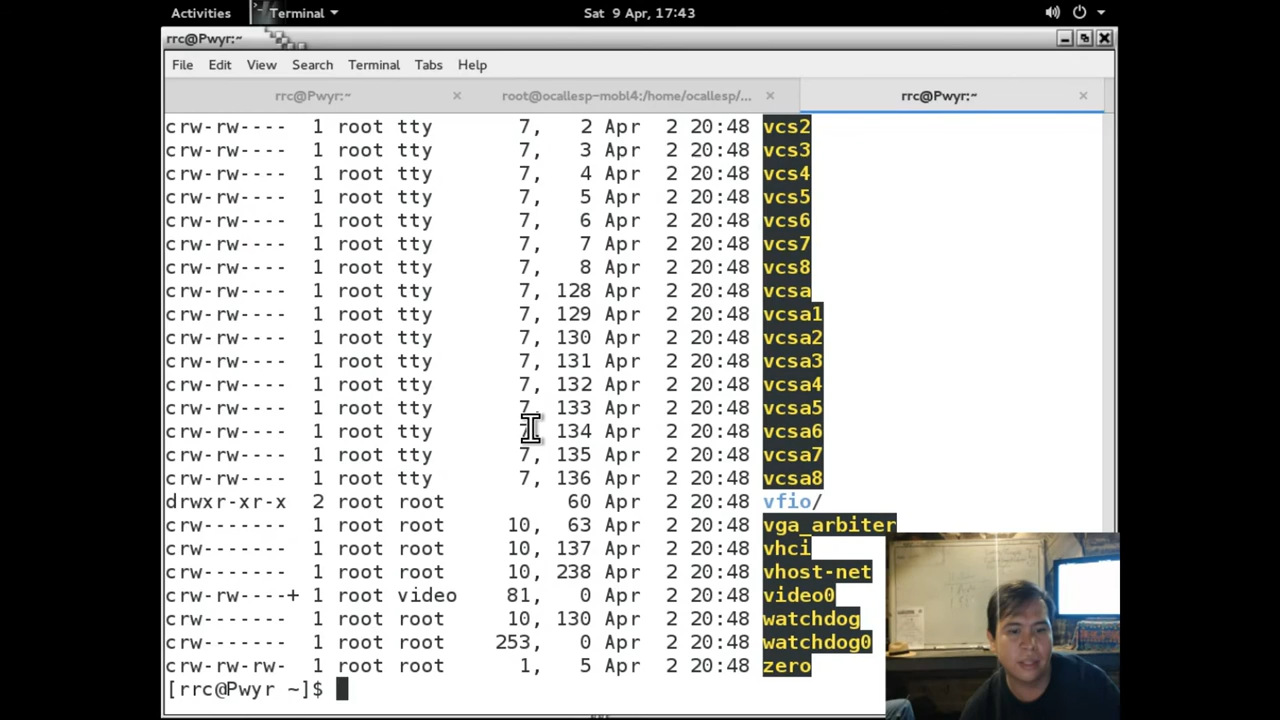 Activities Terminal Sat 9 Apr, 17:43
rrc@Pwyr:~
File Edit View Search Terminal Tabs Help
rrc@Pwyr:~ root@ocallesp-mobl4:/home/ocallesp/... rrc@Pwyr:~
crw-rw---- 1 root tty 7, 2 Apr 2 20:48 vcs2
crw-rw---- 1 root tty 7, 3 Apr 2 20:48 vcs3
crw-rw---- 1 root tty 7, 4 Apr 2 20:48 vcs4
crw-rw---- 1 root tty 7, 5 Apr 2 20:48 vcs5
crw-rw---- 1 root tty 7, 6 Apr 2 20:48 vcs6
crw-rw---- 1 root tty 7, 7 Apr 2 20:48 vcs7
crw-rw---- 1 root tty 7, 8 Apr 2 20:48 vcs8
crw-rw---- 1 root tty 7, 128 Apr 2 20:48 vcsa
crw-rw---- 1 root tty 7, 129 Apr 2 20:48 vcsa1
crw-rw---- 1 root tty 7, 130 Apr 2 20:48 vcsa2
crw-rw---- 1 root tty 7, 131 Apr 2 20:48 vcsa3
crw-rw---- 1 root tty 7, 132 Apr 2 20:48 vcsa4
crw-rw---- 1 root tty 7, 133 Apr 2 20:48 vcsa5
crw-rw---- 1 root tty 7, 134 Apr 2 20:48 vcsa6
crw-rw---- 1 root tty 7, 135 Apr 2 20:48 vcsa7
crw-rw---- 1 root tty 7, 136 Apr 2 20:48 vcsa8
drwxr-xr-x 2 root root 60 Apr 2 20:48 vfio/
crw------- 1 root root 10, 63 Apr 2 20:48 vga_arbiter
crw------- 1 root root 10, 137 Apr 2 20:48 vhci
crw------- 1 root root 10, 238 Apr 2 20:48 vhost-net
crw-rw----+ 1 root video 81, 0 Apr 2 20:48 video0
crw------- 1 root root 10, 130 Apr 2 20:48 watchdog
crw------- 1 root root 253, 0 Apr 2 20:48 watchdog0
crw-rw-rw- 1 root root 1, 5 Apr 2 20:48 zero
[rrc@Pwyr ~]$